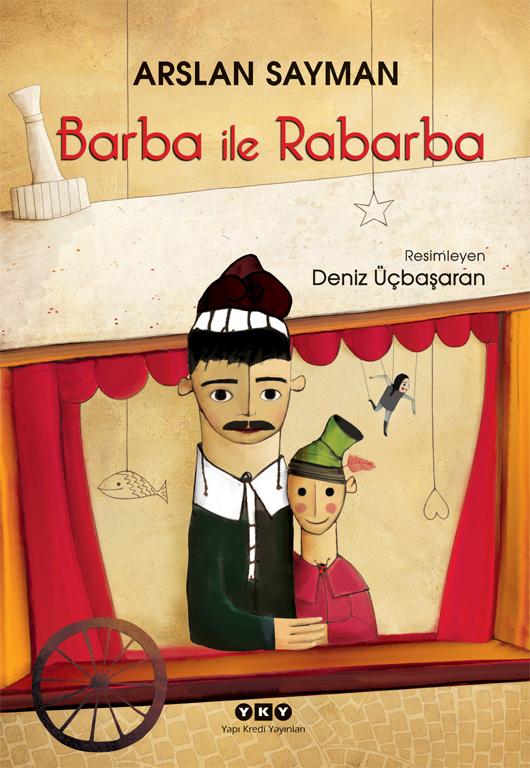 ARSLAN SAYMAN
Barba ile Rabarba
Resimleyen
Deniz Üçbaşaran
YKY
Yapı Kredi Yayınları